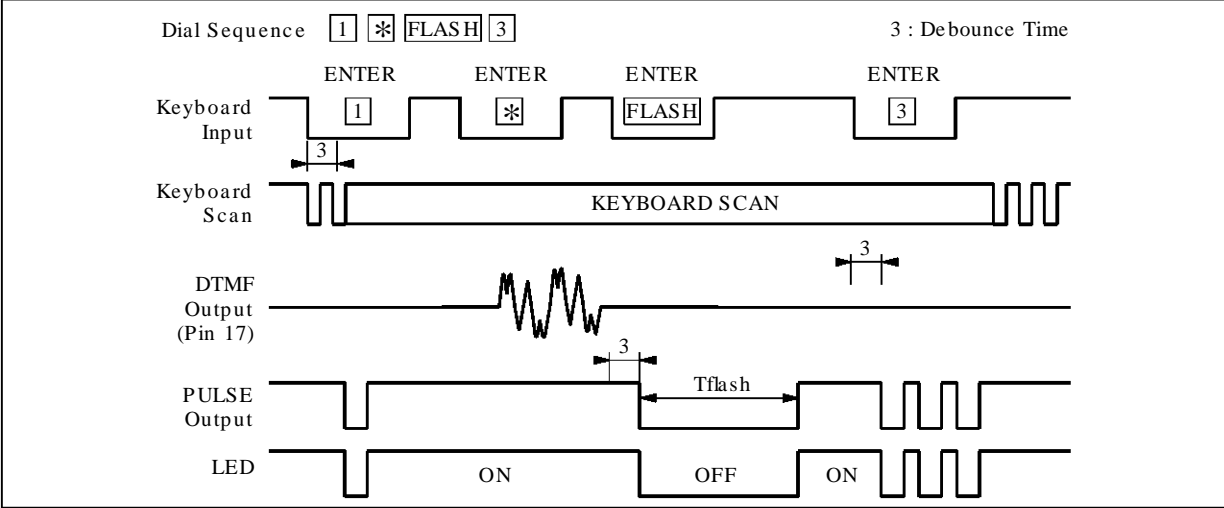 Dial Sequence 1 * FLASH 3
3 : Debounce Time
ENTER ENTER ENTER ENTER
Keyboard Input
1 * FLASH 3
3
Keyboard Scan
KEYBOARD SCAN
3
DTMF Output (Pin 17)
3
PULSE Output
Tflash
LED
ON OFF ON